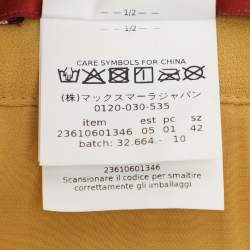 1/2
CARE SYMBOLS FOR CHINA
(株)マックスマーラジャパン
0120-030-535
item est pc sz
23610601346 05 01 42
batch: 32.664.- 10
23610601346
Scansionare il codice per smaltire
correttamente gli imballaggi